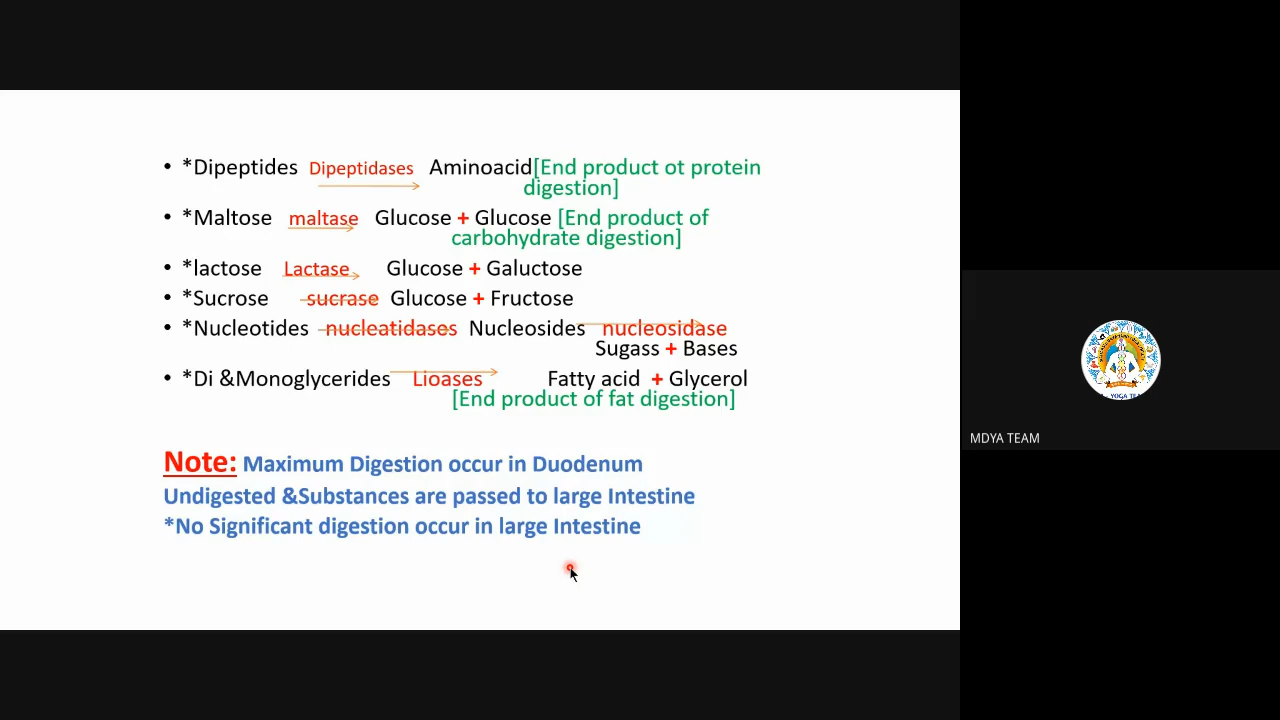 • *Dipeptides Dipeptidases Aminoacid[End product ot protein
digestion]
• *Maltose maltase Glucose + Glucose [End product of
carbohydrate digestion]
• *lactose Lactase Glucose + Galuctose
• *Sucrose sucrase Glucose + Fructose
• *Nucleotides nucleatidases Nucleosides nucleosidase
Sugass + Bases
• *Di &Monoglycerides Lioases Fatty acid + Glycerol
[End product of fat digestion]
Note: Maximum Digestion occur in Duodenum
Undigested &Substances are passed to large Intestine
*No Significant digestion occur in large Intestine
MDYA TEAM